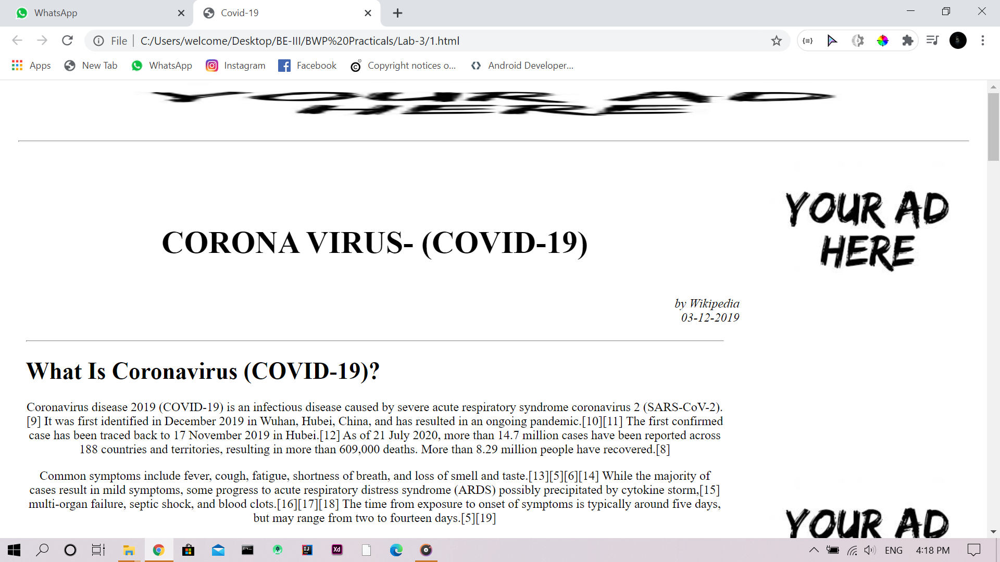 WhatsApp
Covid-19
File
C:/Users/welcome/Desktop/BE-III/BWP%20Practicals/Lab-3/1.html
Apps
New Tab
WhatsApp
Instagram
Facebook
Copyright notices o...
Android Developer...
YOUR AD
HERE
YOUR AD
HERE
CORONA VIRUS- (COVID-19)
by Wikipedia
03-12-2019
What Is Coronavirus (COVID-19)?
Coronavirus disease 2019 (COVID-19) is an infectious disease caused by severe acute respiratory syndrome coronavirus 2 (SARS-CoV-2).
[9] It was first identified in December 2019 in Wuhan, Hubei, China, and has resulted in an ongoing pandemic.[10][11] The first confirmed
case has been traced back to 17 November 2019 in Hubei.[12] As of 21 July 2020, more than 14.7 million cases have been reported across
188 countries and territories, resulting in more than 609,000 deaths. More than 8.29 million people have recovered.[8]
Common symptoms include fever, cough, fatigue, shortness of breath, and loss of smell and taste.[13][5][6][14] While the majority of
cases result in mild symptoms, some progress to acute respiratory distress syndrome (ARDS) possibly precipitated by cytokine storm,[15]
multi-organ failure, septic shock, and blood clots.[16][17][18] The time from exposure to onset of symptoms is typically around five days,
but may range from two to fourteen days.[5][19]
YOUR AD
IJ
Xd
ENG
4:18 PM